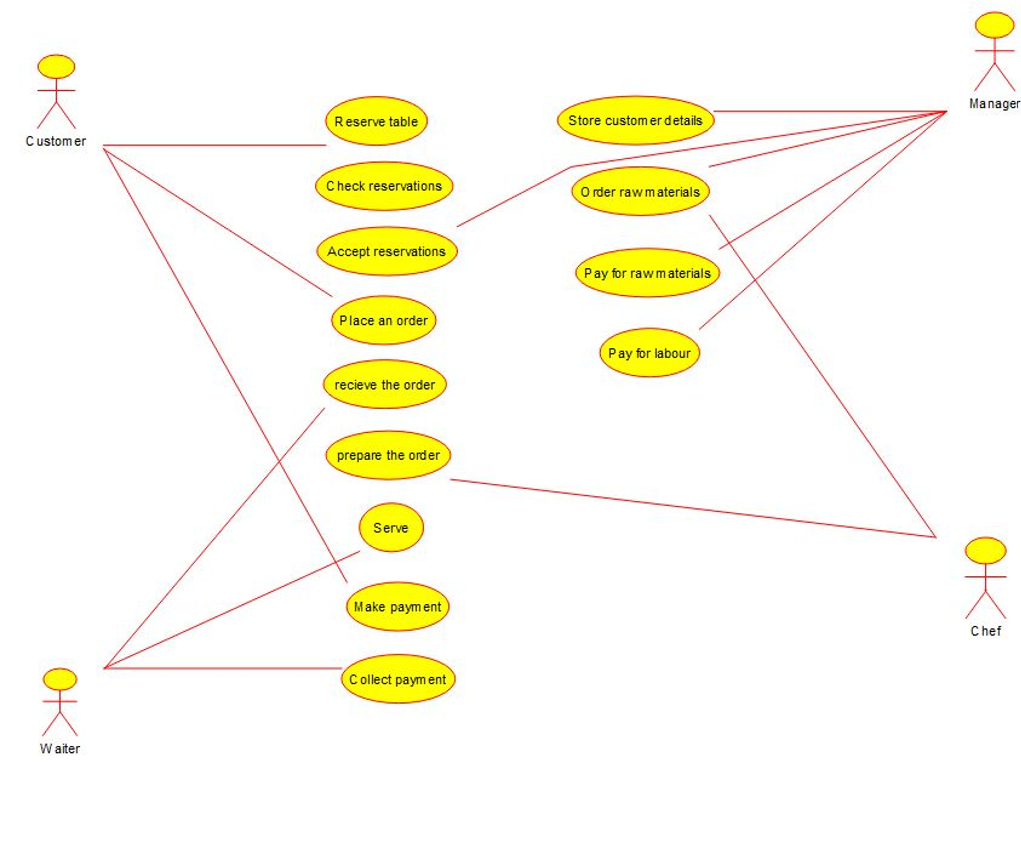 Customer
Manager
Reserve table
Store customer details
Check reservations
Order raw materials
Accept reservations
Pay for raw materials
Place an order
Pay for labour
recieve the order
prepare the order
Serve
Make payment
Chef
Collect payment
Waiter